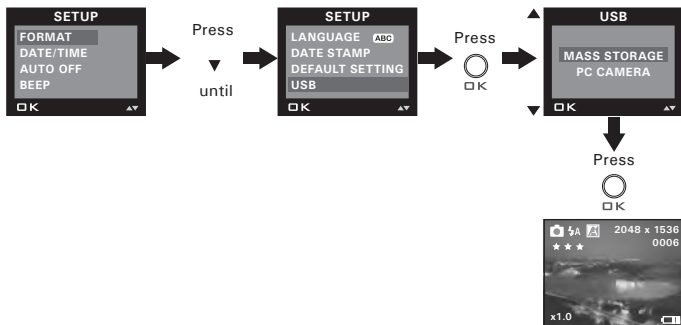 SETUP
FORMAT
DATE/TIME
AUTO OFF
BEEP
OK
Press
until
SETUP
LANGUAGE ABC
DATE STAMP
DEFAULT SETTING
USB
OK
Press
OK
USB
MASS STORAGE
PC CAMERA
OK
Press
OK
A 2048 x 1536
0006
x1.0